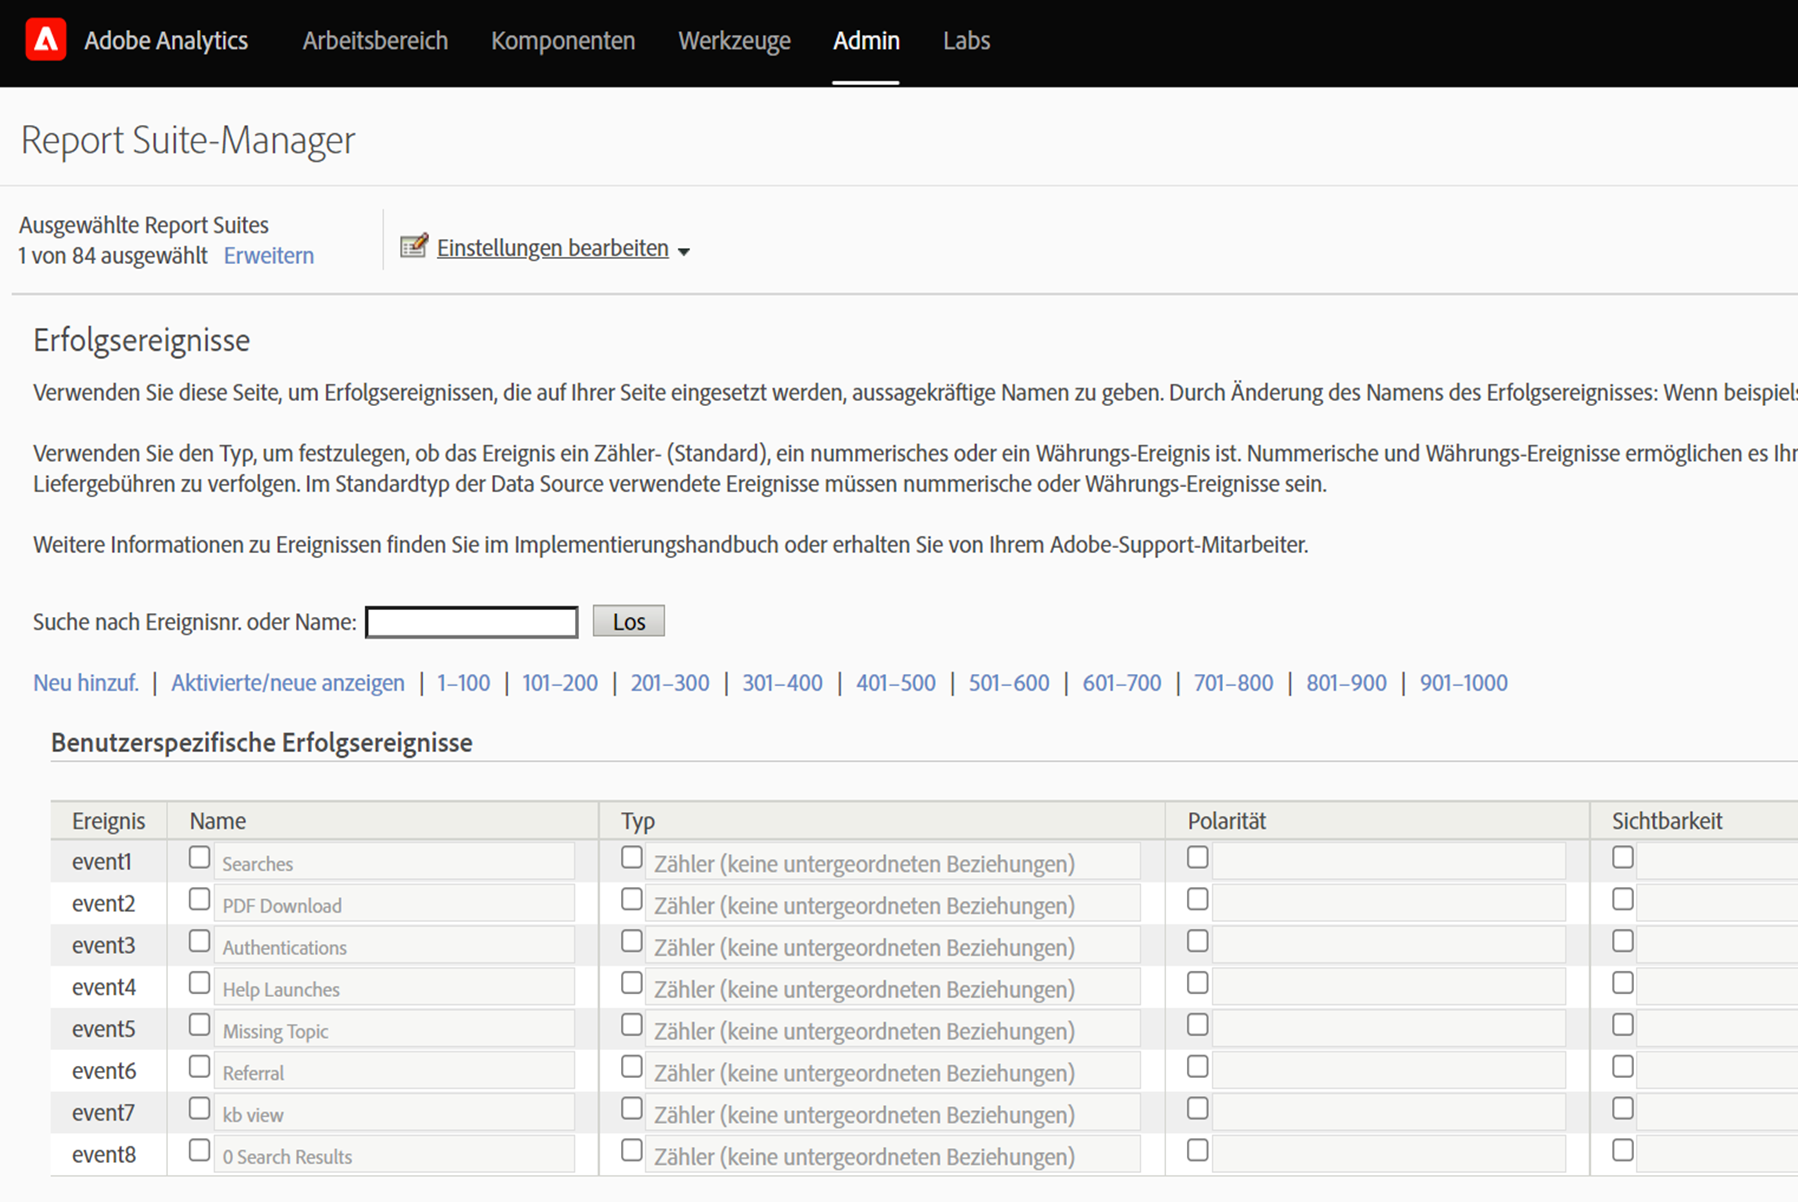 Adobe Analytics Arbeitsbereich Komponenten Werkzeuge Admin Labs
Report Suite-Manager
Ausgewählte Report Suites
1 von 84 ausgewählt Erweitern
Einstellungen bearbeiten
Erfolgsereignisse
Verwenden Sie diese Seite, um Erfolgsereignissen, die auf Ihrer Seite eingesetzt werden, aussagekräftige Namen zu geben. Durch Änderung des Namens des Erfolgsereignisses: Wenn beispiels
Verwenden Sie den Typ, um festzulegen, ob das Ereignis ein Zähler- (Standard), ein nummerisches oder ein Währungs-Ereignis ist. Nummerische und Währungs-Ereignisse ermöglichen es Ihr
Liefergebühren zu verfolgen. Im Standardtyp der Data Source verwendete Ereignisse müssen nummerische oder Währungs-Ereignisse sein.
Weitere Informationen zu Ereignissen finden Sie im Implementierungshandbuch oder erhalten Sie von Ihrem Adobe-Support-Mitarbeiter.
Suche nach Ereignisnr. oder Name: Los
Neu hinzuf. | Aktivierte/neue anzeigen | 1–100 | 101–200 | 201–300 | 301–400 | 401–500 | 501–600 | 601–700 | 701–800 | 801–900 | 901–1000
Benutzerspezifische Erfolgsereignisse
Ereignis Name Typ Polarität Sichtbarkeit
event1 Searches Zähler (keine untergeordneten Beziehungen)
event2 PDF Download Zähler (keine untergeordneten Beziehungen)
event3 Authentications Zähler (keine untergeordneten Beziehungen)
event4 Help Launches Zähler (keine untergeordneten Beziehungen)
event5 Missing Topic Zähler (keine untergeordneten Beziehungen)
event6 Referral Zähler (keine untergeordneten Beziehungen)
event7 kb view Zähler (keine untergeordneten Beziehungen)
event8 0 Search Results Zähler (keine untergeordneten Beziehungen)